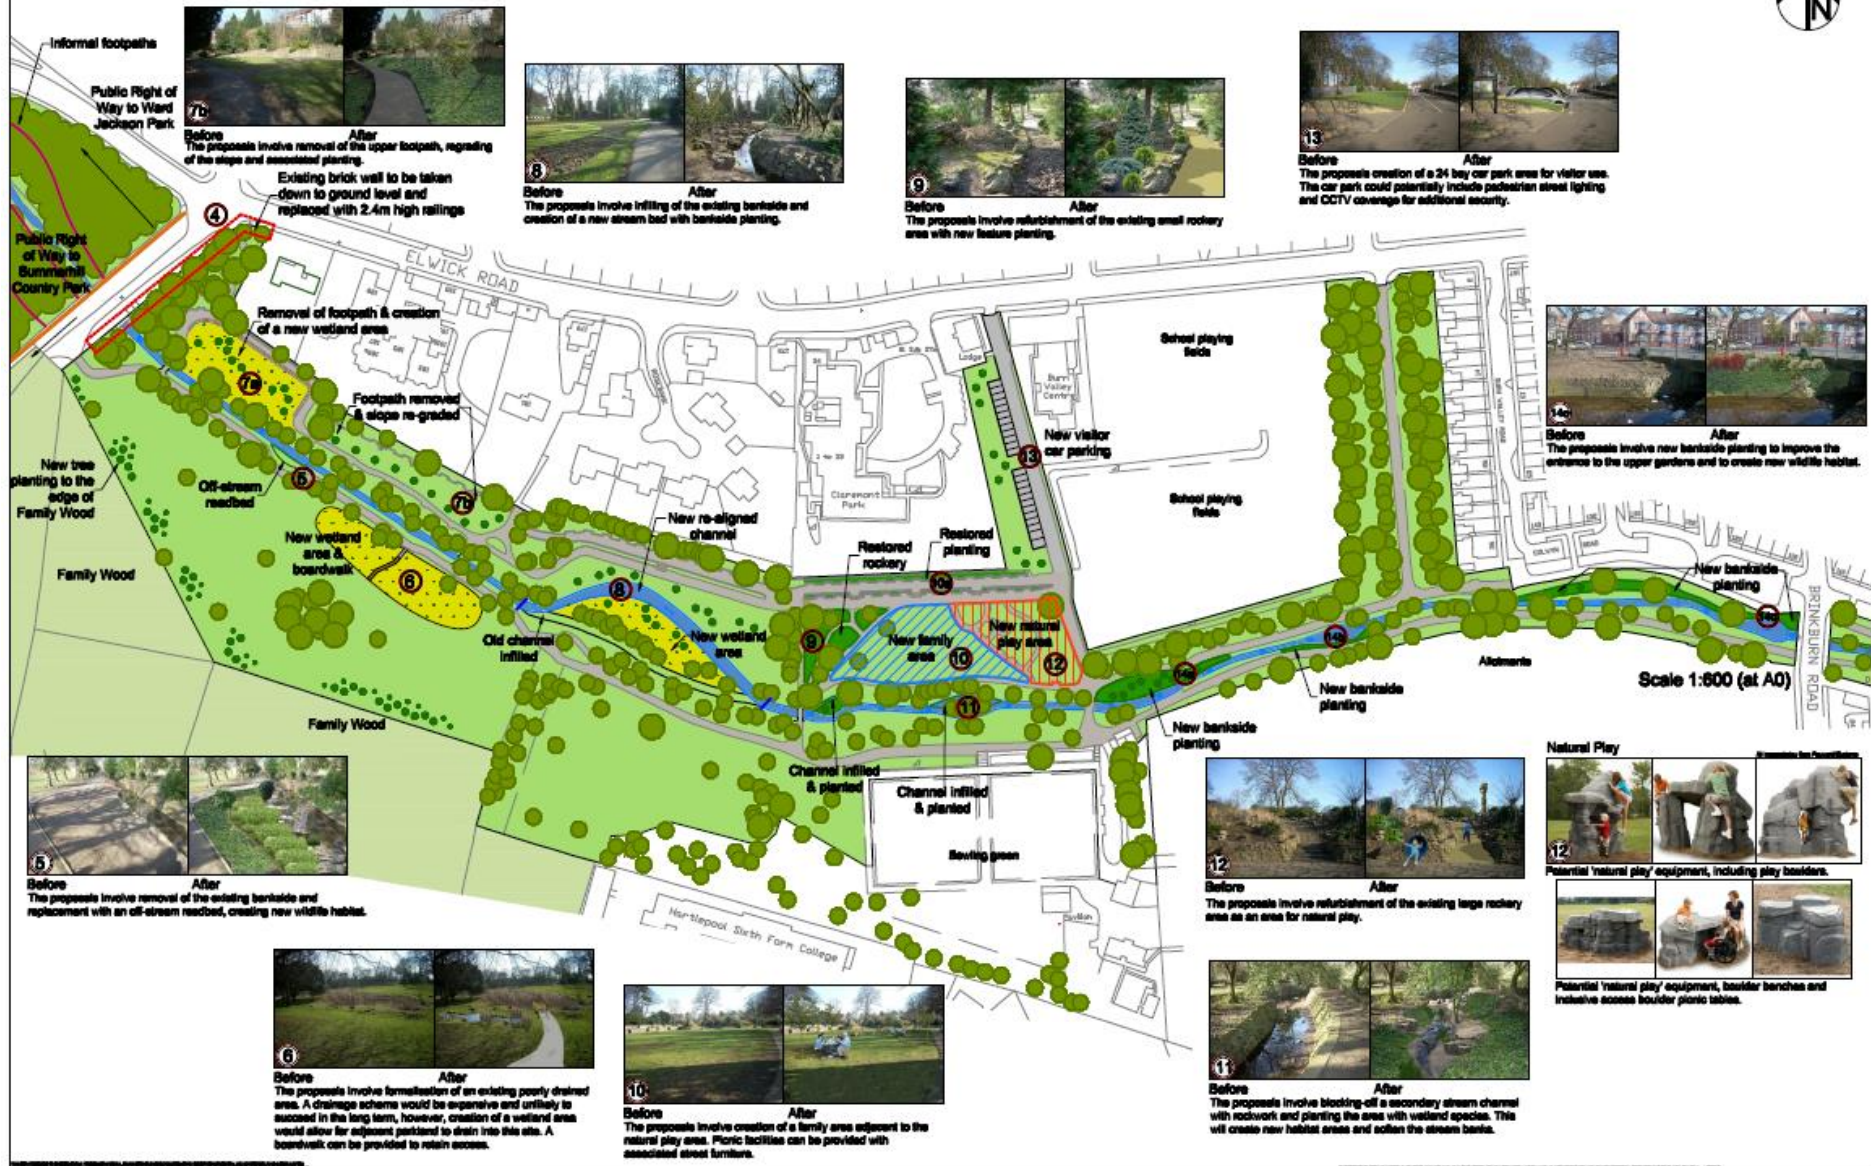 N
Informal footpaths
Public Right of
Way to Ward
Jackson Park
7b
Before After
The proposals involve removal of the upper footpath, regrading
of the slope and associated planting.
8
Before After
The proposals involve infilling of the existing bankside and
creation of a new stream bed with bankside planting.
9
Before After
The proposals involve refurbishment of the existing small rockery
area with new feature planting.
13
Before After
The proposals creation of a 24 bay car park area for visitor use.
The car park could potentially include pedestrian street lighting
and CCTV coverage for additional security.
Existing brick wall to be taken
down to ground level and
replaced with 2.4m high railings
4
Public Right
of Way to
Summerhill
Country Park
ELWICK ROAD
Removal of footpath & creation
of a new wetland area
7a
Footpath removed
& slope re-graded
Lodge
Burn
Valley
Centre
School playing
fields
14c
Before After
The proposals involve new bankside planting to improve the
entrance to the upper gardens and to create new wildlife habitat.
New visitor
car parking
13
New tree
planting to the
edge of
Family Wood
Off-stream
reedbed
5
7b
Claremont
Park
School playing
fields
New re-aligned
channel
New wetland
area &
boardwalk
6
Family Wood
Restored
rockery
Restored
planting
10a
8
New bankside
planting
14c
BRINKBURN ROAD
Old channel
infilled
New wetland
area
9
New family
area
10
New natural
play area
12
14b
14a
Allotments
Scale 1:600 (at A0)
New bankside
planting
11
Family Wood
New bankside
planting
Channel infilled
& planted
Channel infilled
& planted
Bowling green
Hartlepool Sixth Form College
Pavilion
5
Before After
The proposals involve removal of the existing bankside and
replacement with an off-stream reedbed, creating new wildlife habitat.
12
Before After
The proposals involve refurbishment of the existing large rockery
area as an area for natural play.
Natural Play
12
Potential 'natural play' equipment, including play boulders.
Potential 'natural play' equipment, boulder benches and
inclusive access boulder picnic tables.
6
Before After
The proposals involve formalisation of an existing poorly drained
area. A drainage scheme would be expensive and unlikely to
succeed in the long term, however, creation of a wetland area
would allow for adjacent parkland to drain into this site. A
boardwalk can be provided to retain access.
10
Before After
The proposals involve creation of a family area adjacent to the
natural play area. Picnic facilities can be provided with
associated street furniture.
11
Before After
The proposals involve blocking-off a secondary stream channel
with rockwork and planting the area with wetland species. This
will create new habitat areas and soften the stream banks.